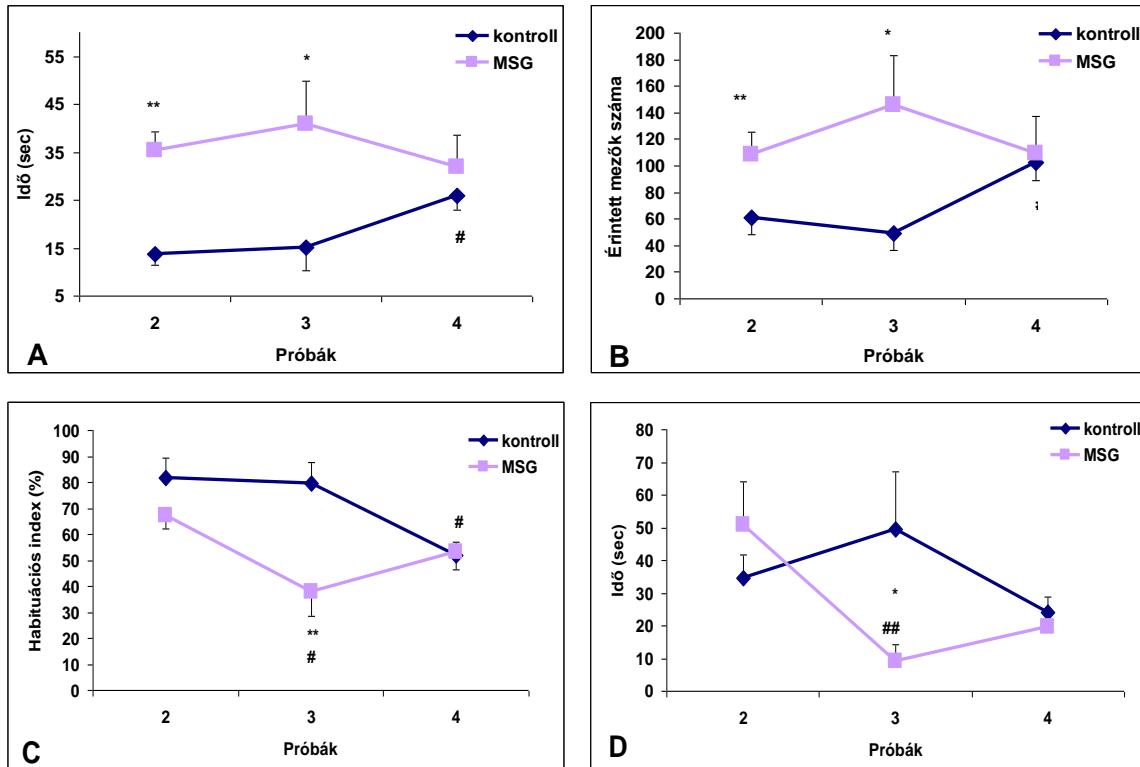 kontroll
MSG
Idő (sec)
55
45
35
25
15
5
**
*
#
2 3 4
Próbák
A
kontroll
MSG
Érintett mezők száma
200
180
160
140
120
100
80
60
40
20
0
**
*
2 3 4
Próbák
B
kontroll
MSG
Habituációs index (%)
100
90
80
70
60
50
40
30
20
10
0
#
**
#
2 3 4
Próbák
C
kontroll
MSG
Idő (sec)
80
70
60
50
40
30
20
10
0
*
##
2 3 4
Próbák
D